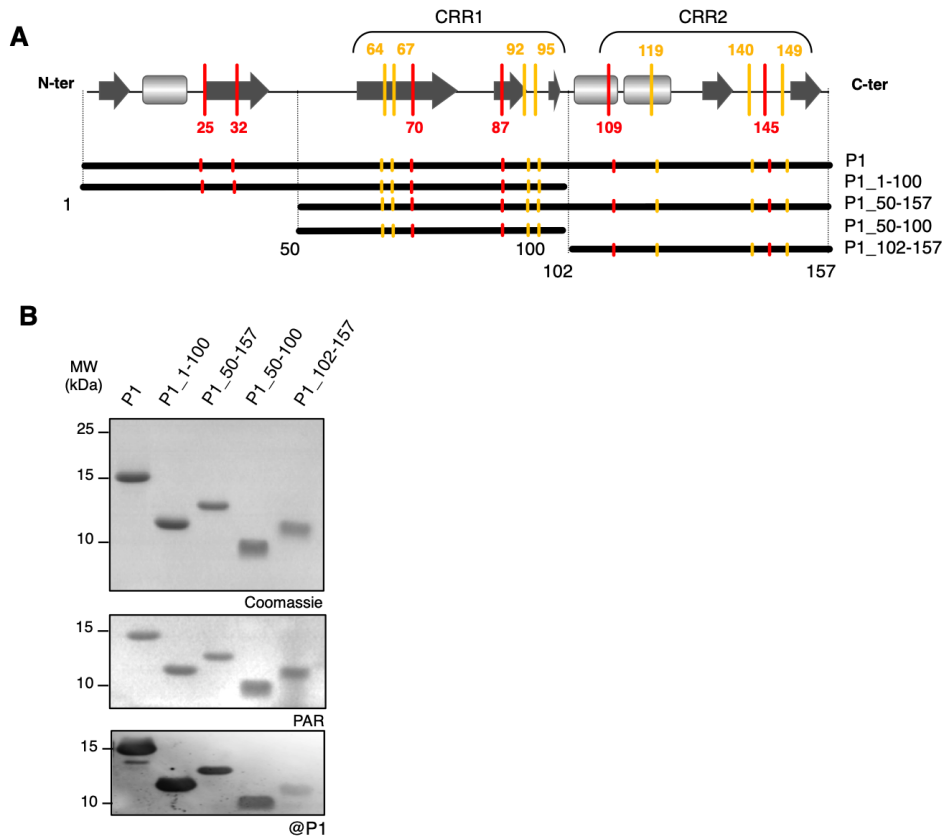 A
CRR1
CRR2
64 67 92 95 119 140 149
N-ter
C-ter
25 32 70 87 109 145
P1
P1_1-100
1
P1_50-157
P1_50-100
50 100
P1_102-157
102 157
B
MW
(kDa)
P1 P1_1-100 P1_50-157 P1_50-100 P1_102-157
25
15
10
Coomassie
15
10
PAR
15
10
@P1